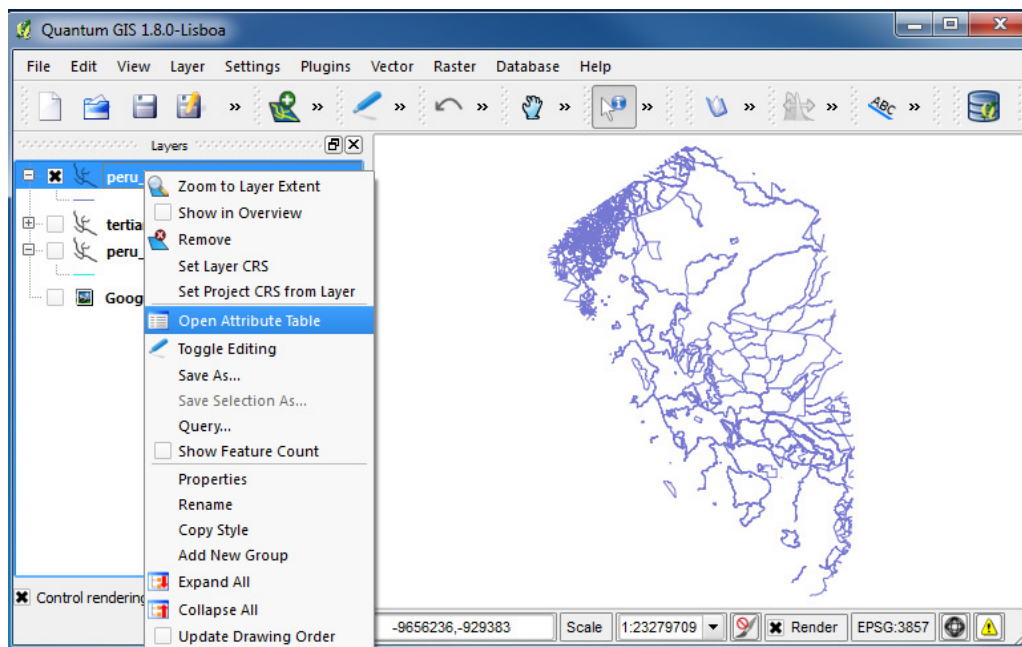 Quantum GIS 1.8.0-Lisboa
File Edit View Layer Settings Plugins Vector Raster Database Help
ABC
Layers
peru_
tertia
peru_
Goog
Zoom to Layer Extent
Show in Overview
Remove
Set Layer CRS
Set Project CRS from Layer
Open Attribute Table
Toggle Editing
Save As...
Save Selection As...
Query...
Show Feature Count
Properties
Rename
Copy Style
Add New Group
Expand All
Collapse All
Update Drawing Order
Control rendering
-9656236,-929383 Scale 1:23279709 Render EPSG:3857